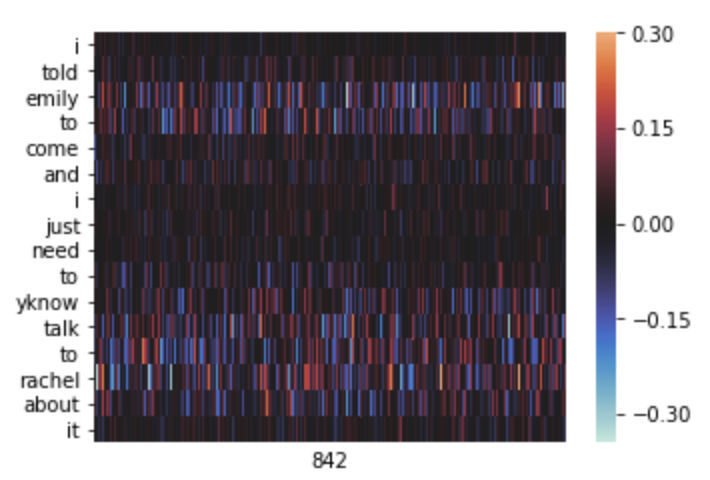 i
told
emily
to
come
and
i
just
need
to
yknow
talk
to
rachel
about
it
842
0.30
0.15
0.00
−0.15
−0.30